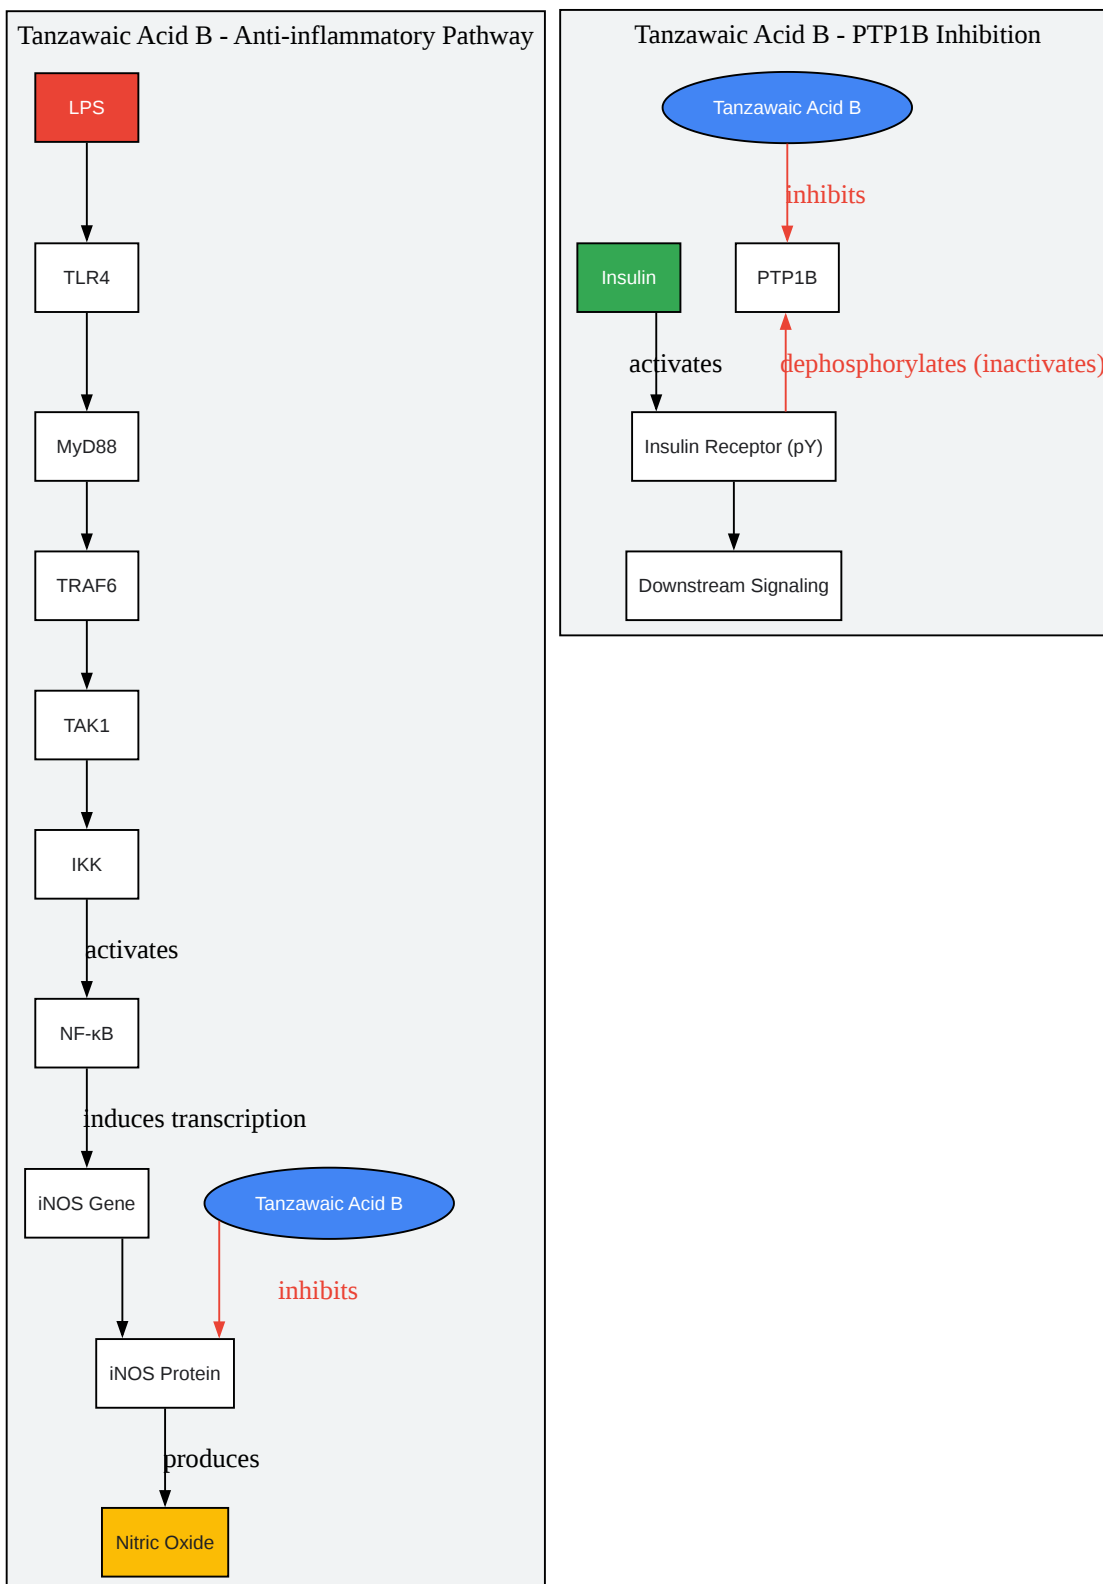 Tanzawaic Acid B - Anti-inflammatory Pathway
LPS
TLR4
MyD88
TRAF6
TAK1
IKK
activates
NF-κB
induces transcription
iNOS Gene
Tanzawaic Acid B
inhibits
iNOS Protein
produces
Nitric Oxide
Tanzawaic Acid B - PTP1B Inhibition
Tanzawaic Acid B
inhibits
Insulin
PTP1B
activates
dephosphorylates (inactivates)
Insulin Receptor (pY)
Downstream Signaling